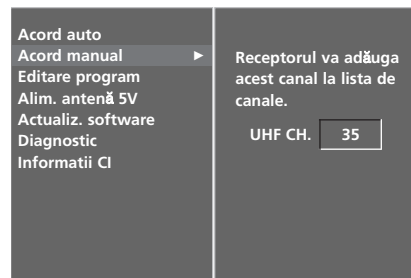 Acord auto
Acord manual ►
Editare program
Alim. antenă 5V
Actualiz. software
Diagnostic
Informatii CI
Receptorul va adăuga
acest canal la lista de
canale.
UHF CH. 35